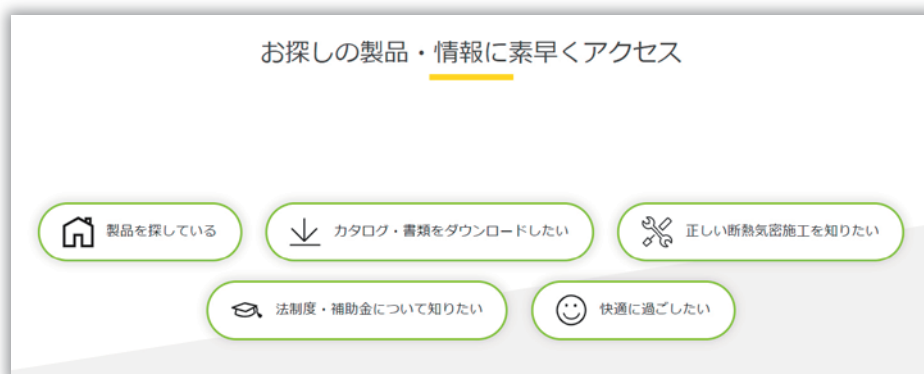 お探しの製品・情報に素早くアクセス
製品を探している
カタログ・書類をダウンロードしたい
正しい断熱気密施工を知りたい
法制度・補助金について知りたい
快適に過ごしたい